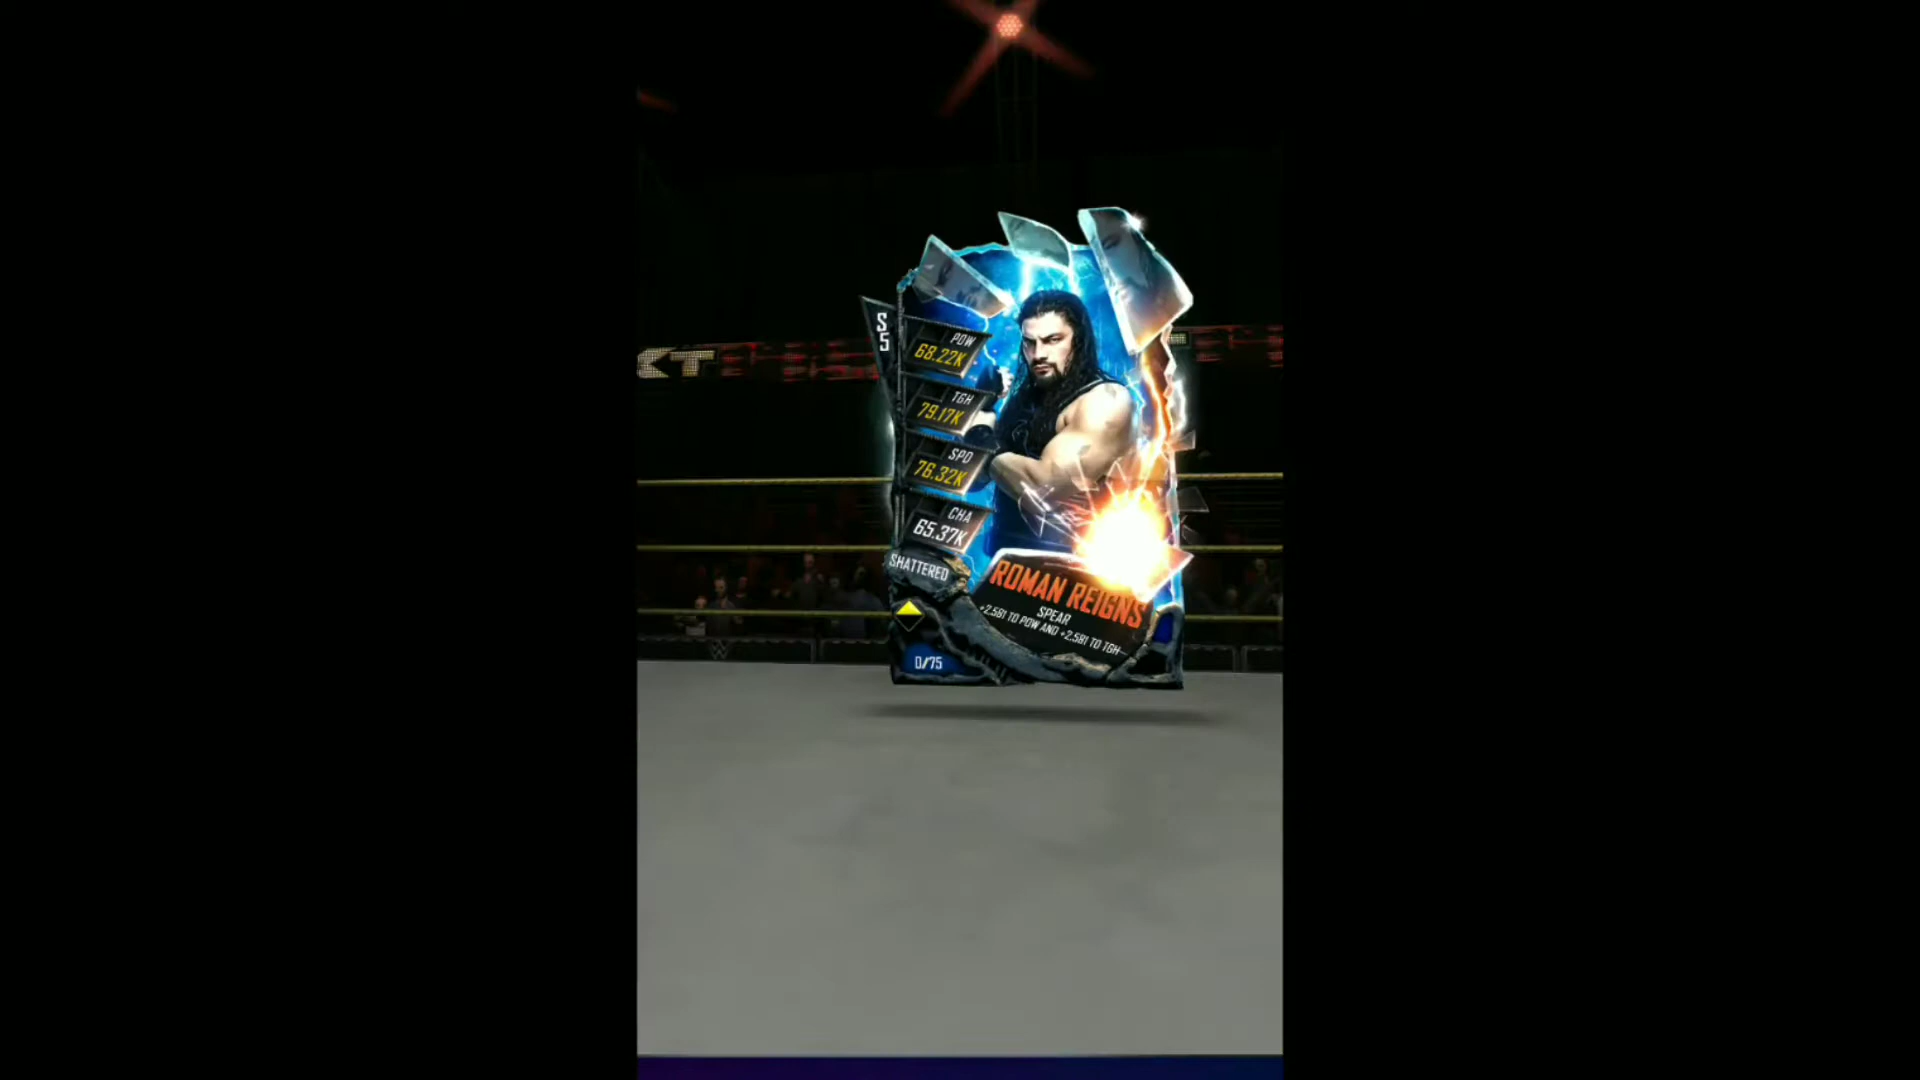 S5
POW
68.22K
XT
TGH
79.17K
SPD
76.32K
CHA
65.37K
SHATTERED
ROMAN REIGNS
SPEAR
+2,581 TO POW AND +2,581 TO TGH
0/75